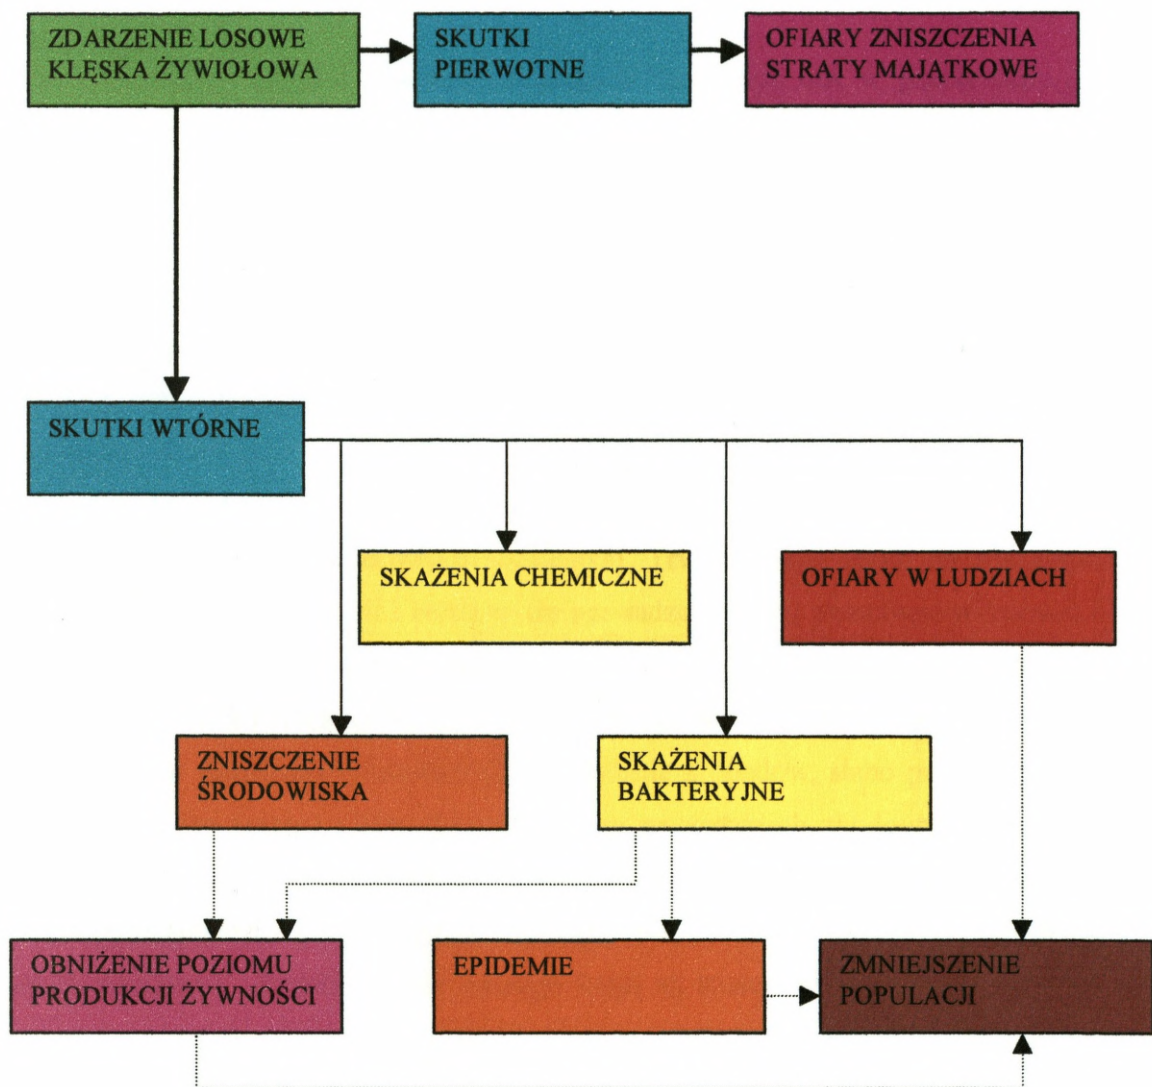 ZDARZENIE LOSOWE
KLĘSKA ŻYWIOŁOWA
SKUTKI
PIERWOTNE
OFIARY ZNISZCZENIA
STRATY MAJĄTKOWE
SKUTKI WTÓRNE
SKAŻENIA CHEMICZNE
OFIARY W LUDZIACH
ZNISZCZENIE
ŚRODOWISKA
SKAŻENIA
BAKTERYJNE
OBNIŻENIE POZIOMU
PRODUKCJI ŻYWNOŚCI
EPIDEMIE
ZMNIEJSZENIE
POPULACJI